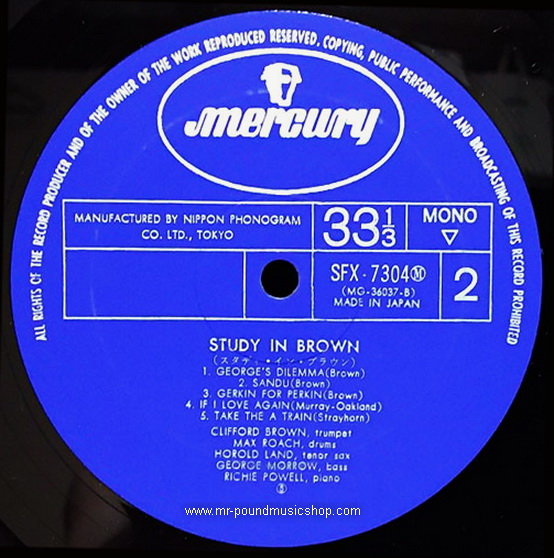 ALL RIGHTS OF THE RECORD PRODUCER AND OF THE OWNER OF THE WORK REPRODUCED RESERVED. COPYING, PUBLIC PERFORMANCE AND BROADCASTING OF THIS RECORD PROHIBITED
mercury
MANUFACTURED BY NIPPON PHONOGRAM
CO. LTD., TOKYO
33 1/3
MONO
▽
SFX-7304Ⓜ
(MG-36037-B)
MADE IN JAPAN
2
STUDY IN BROWN
(スタディ・イン・ブラウン)
1. GEORGE'S DILEMMA(Brown)
2. SANDU(Brown)
3. GERKIN FOR PERKIN(Brown)
4. IF I LOVE AGAIN(Murray-Oakland)
5. TAKE THE A TRAIN(Strayhorn)
CLIFFORD BROWN, trumpet
MAX ROACH, drums
HOROLD LAND, tenor sax
GEORGE MORROW, bass
RICHIE POWELL, piano
www.mr-poundmusicshop.com